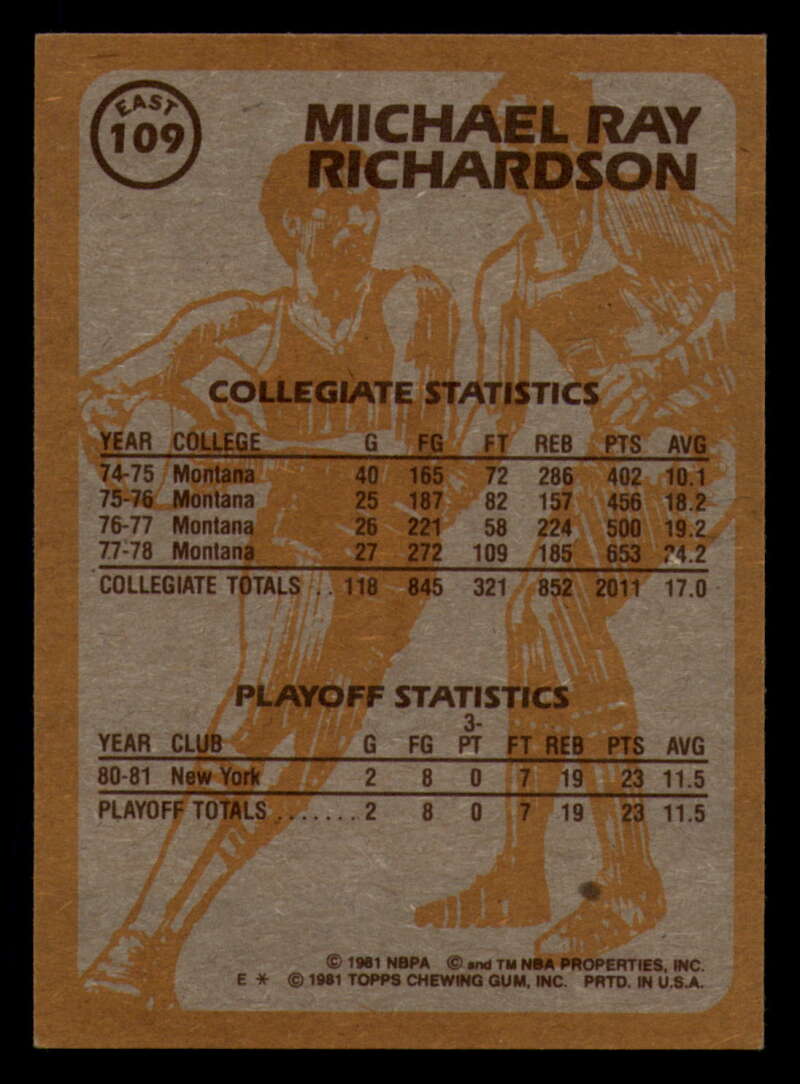 EAST
109
MICHAEL RAY
RICHARDSON
COLLEGIATE STATISTICS
YEAR COLLEGE G FG FT REB PTS AVG
74-75 Montana 40 165 72 286 402 10.1
75-76 Montana 25 187 82 157 456 18.2
76-77 Montana 26 221 58 224 500 19.2
77-78 Montana 27 272 109 185 653 24.2
COLLEGIATE TOTALS .. 118 845 321 852 2011 17.0
PLAYOFF STATISTICS
3-
YEAR CLUB G FG PT FT REB PTS AVG
80-81 New York 2 8 0 7 19 23 11.5
PLAYOFF TOTALS ....... 2 8 0 7 19 23 11.5
© 1981 NBPA © and TM NBA PROPERTIES, INC.
E * © 1981 TOPPS CHEWING GUM, INC. PRTD. IN U.S.A.